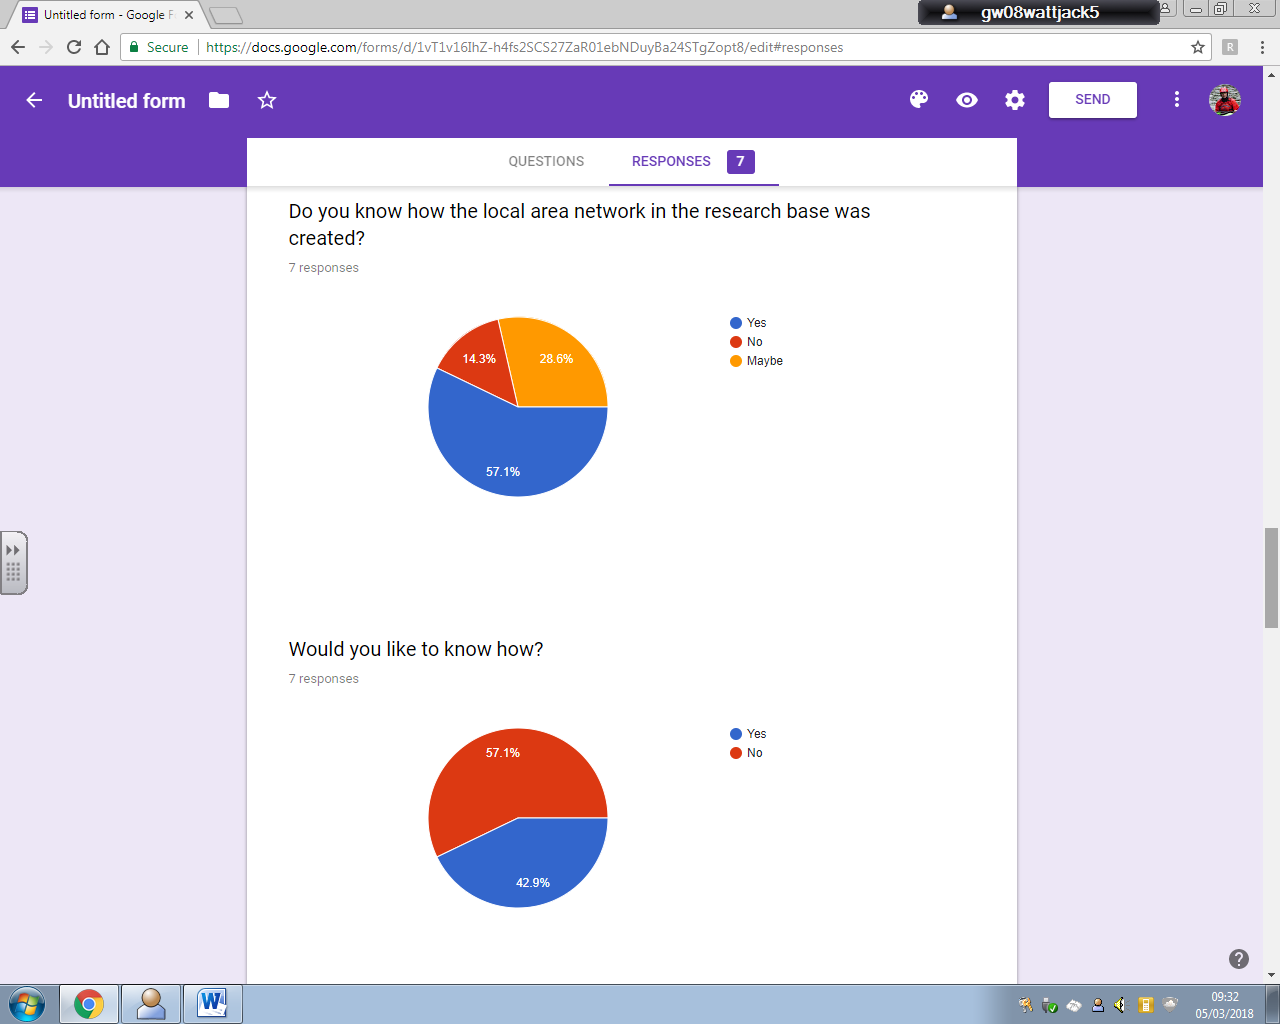 Untitled form - Google F
gw08wattjack5
Secure
https://docs.google.com/forms/d/1vT1v16IhZ-h4fs2SCS27ZaR01ebNDuyBa24STgZopt8/edit#responses
R
Untitled form
SEND
QUESTIONS
RESPONSES 7
Do you know how the local area network in the research base was
created?
7 responses
14.3%
28.6%
57.1%
Yes
No
Maybe
Would you like to know how?
7 responses
57.1%
42.9%
Yes
No
?
W
09:32
05/03/2018